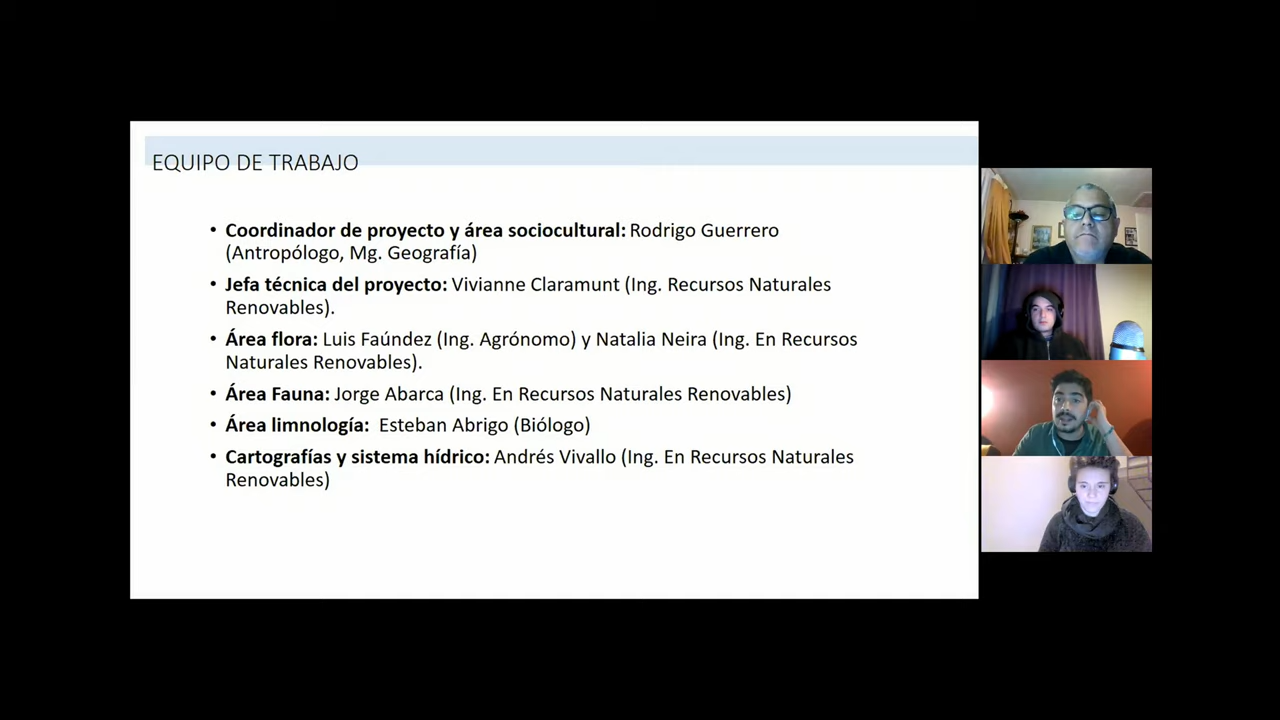 EQUIPO DE TRABAJO
• Coordinador de proyecto y área sociocultural: Rodrigo Guerrero
(Antropólogo, Mg. Geografía)
• Jefa técnica del proyecto: Vivianne Claramunt (Ing. Recursos Naturales
Renovables).
• Área flora: Luis Faúndez (Ing. Agrónomo) y Natalia Neira (Ing. En Recursos
Naturales Renovables).
• Área Fauna: Jorge Abarca (Ing. En Recursos Naturales Renovables)
• Área limnología: Esteban Abrigo (Biólogo)
• Cartografías y sistema hídrico: Andrés Vivallo (Ing. En Recursos Naturales
Renovables)